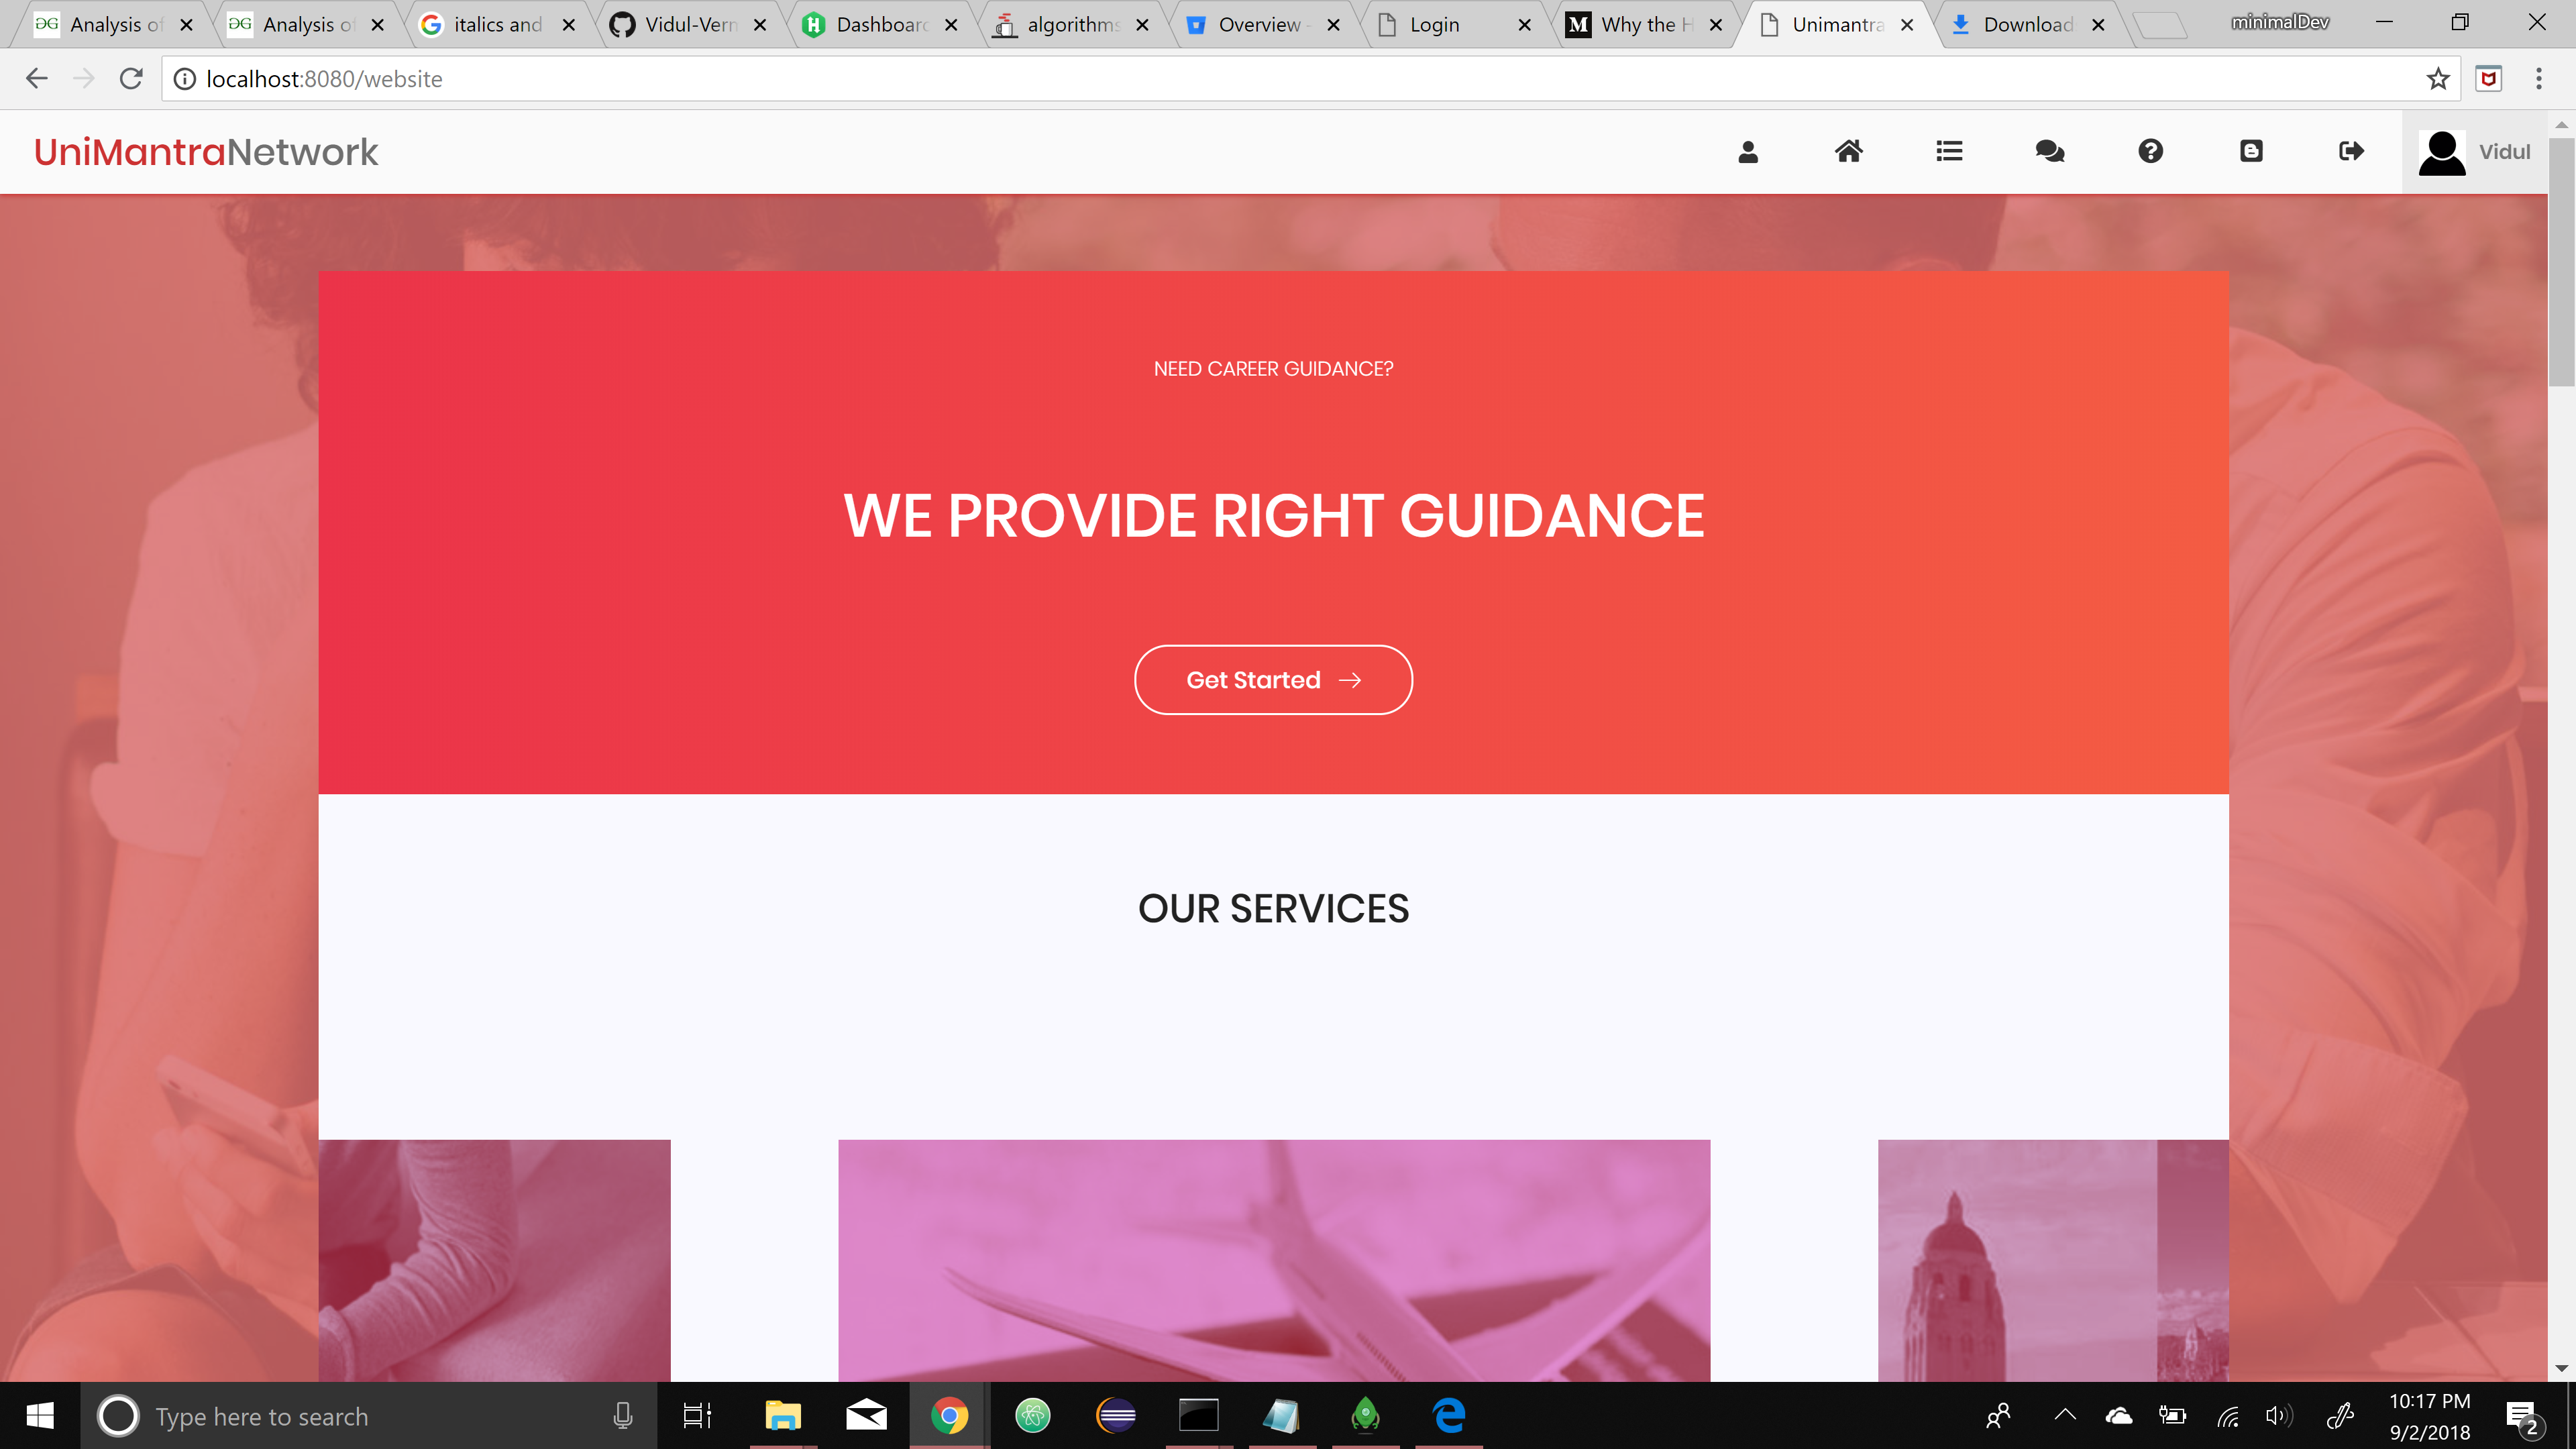 Analysis of
Analysis of
italics and
Vidul-Vern
Dashboard
algorithms
Overview -
Login
Why the H
Unimantra
Download
minimalDev
localhost:8080/website
UniMantraNetwork
Vidul
NEED CAREER GUIDANCE?
WE PROVIDE RIGHT GUIDANCE
Get Started
OUR SERVICES
Type here to search
10:17 PM
9/2/2018
2